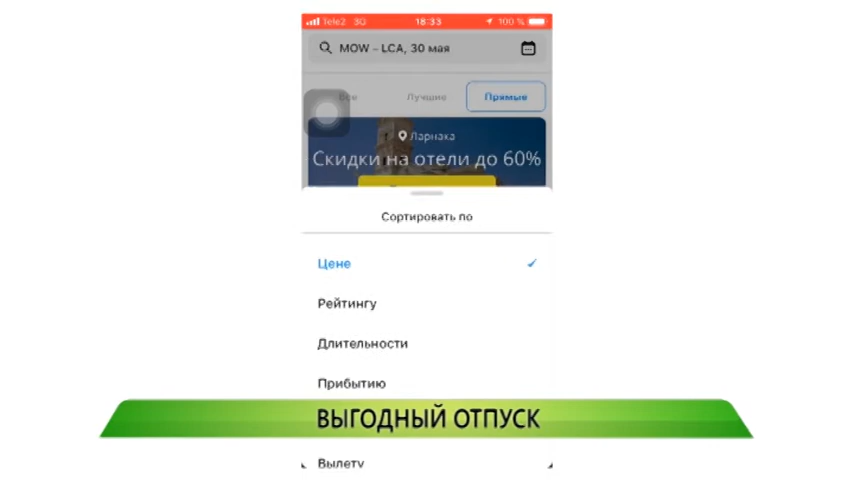 Tele2 3G 18:33 100 %
MOW – LCA, 30 мая
Все Лучшие Прямые
Ларнака
Скидки на отели до 60%
Сортировать по
Цене
Рейтингу
Длительности
Прибытию
ВЫГОДНЫЙ ОТПУСК
Вылету